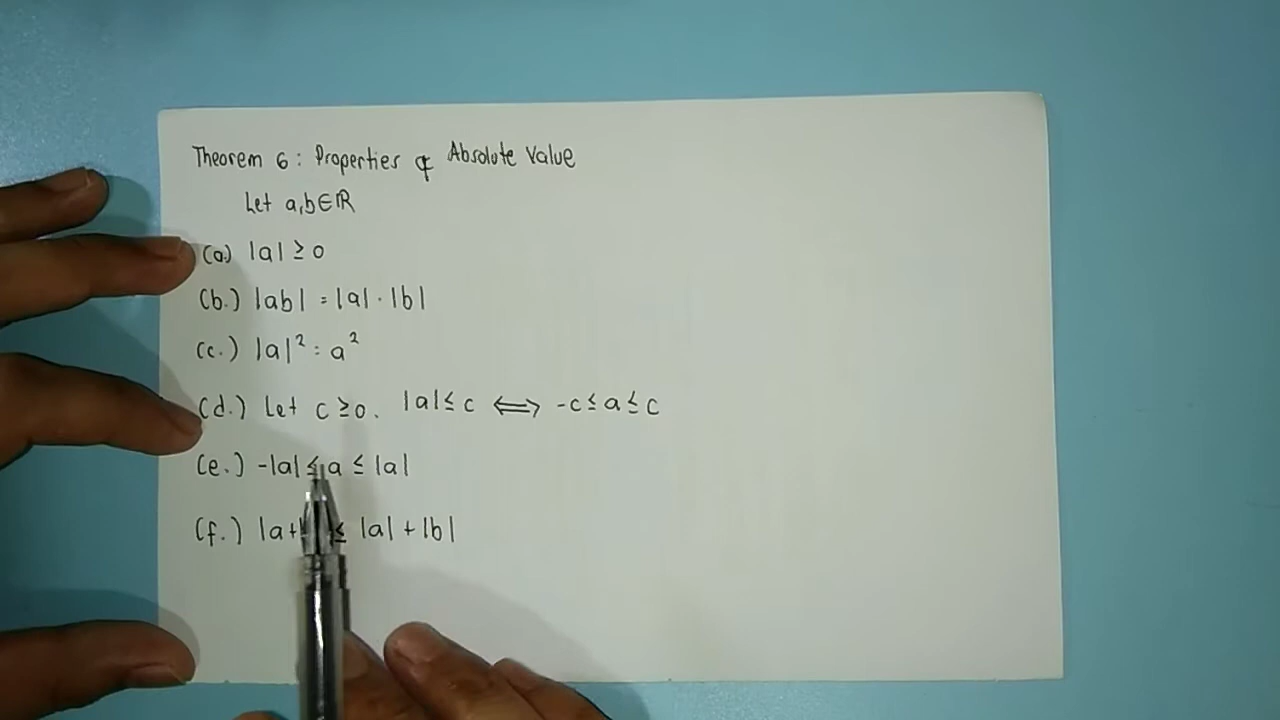 Theorem 6: Properties of Absolute Value
Let a,b∈ℝ
(a.) |a| ≥ 0
(b.) |ab| = |a| · |b|
(c.) |a|² = a²
(d.) Let c ≥ 0. |a| ≤ c ⟺ -c ≤ a ≤ c
(e.) -|a| ≤ a ≤ |a|
(f.) |a+ ≤ |a| + |b|